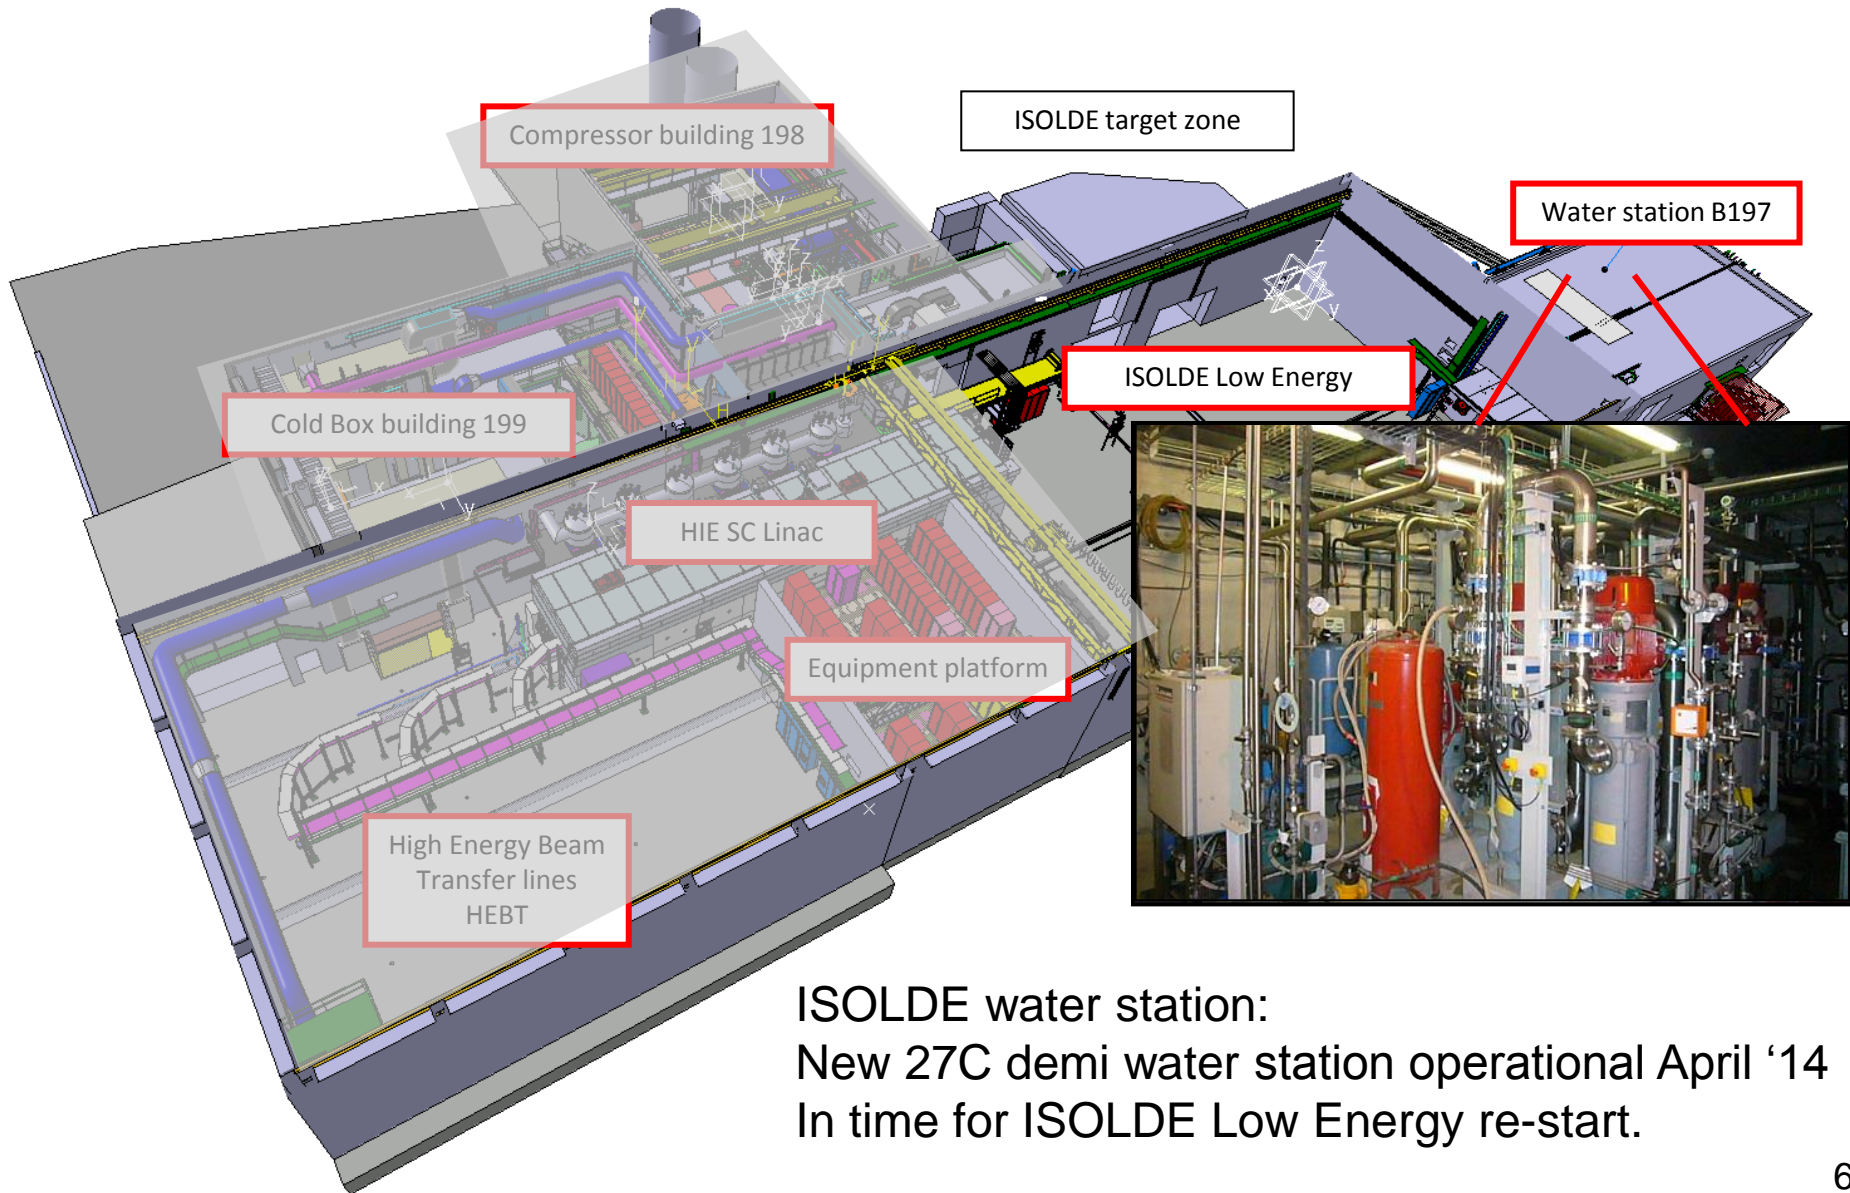 Compressor building 198
ISOLDE target zone
Water station B197
ISOLDE Low Energy
Cold Box building 199
HIE SC Linac
Equipment platform
High Energy Beam
Transfer lines
HEBT
ISOLDE water station:
New 27C demi water station operational April ‘14
In time for ISOLDE Low Energy re-start.
6